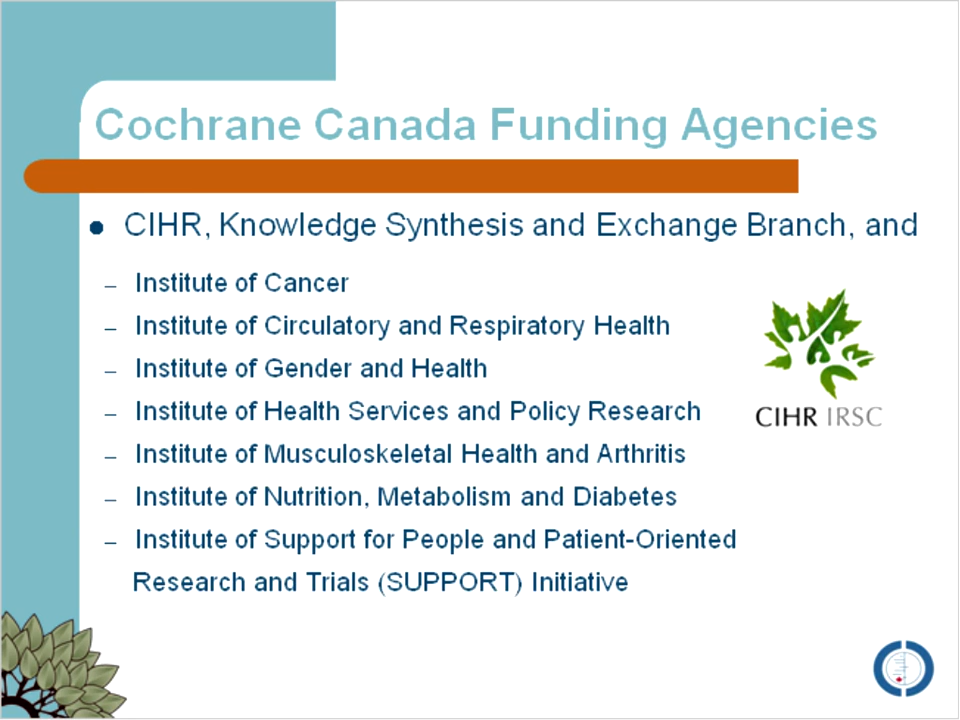 Cochrane Canada Funding Agencies
● CIHR, Knowledge Synthesis and Exchange Branch, and
– Institute of Cancer
– Institute of Circulatory and Respiratory Health
– Institute of Gender and Health
– Institute of Health Services and Policy Research
– Institute of Musculoskeletal Health and Arthritis
– Institute of Nutrition, Metabolism and Diabetes
– Institute of Support for People and Patient-Oriented
Research and Trials (SUPPORT) Initiative
CIHR IRSC